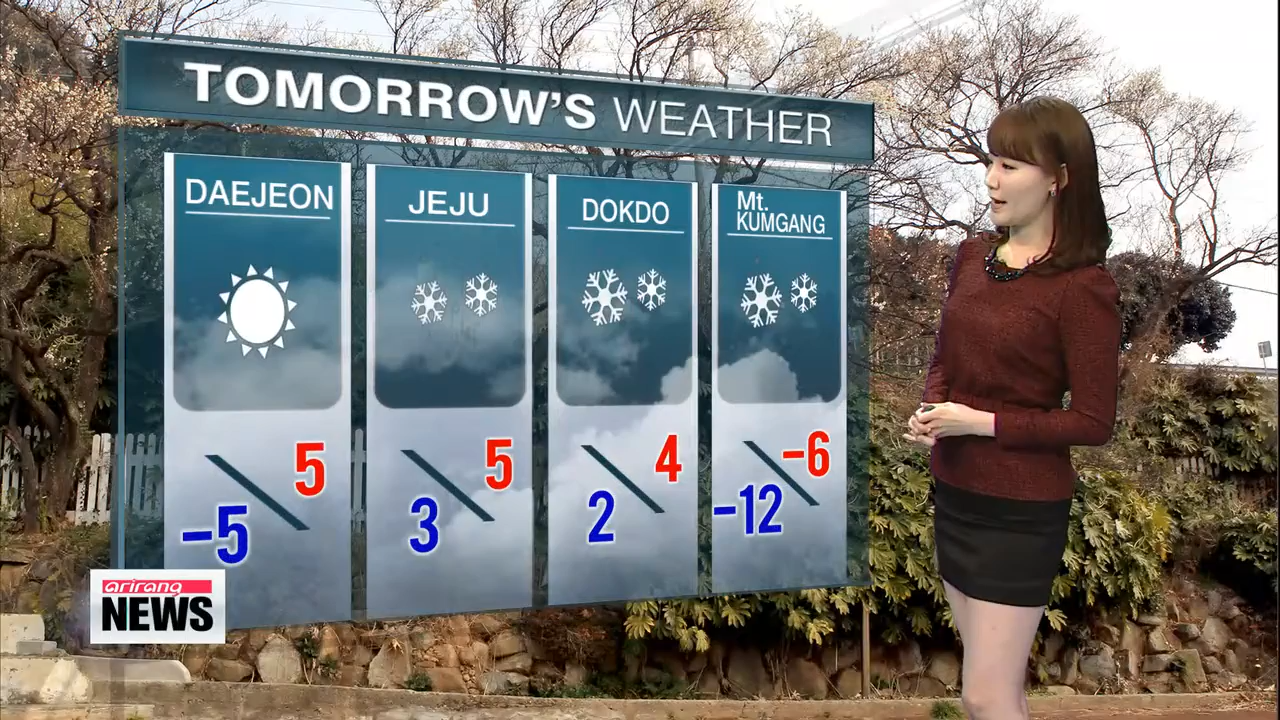 TOMORROW'S WEATHER
DAEJEON
5
-5
JEJU
5
3
DOKDO
4
2
Mt.
KUMGANG
-6
-12
arirang
NEWS